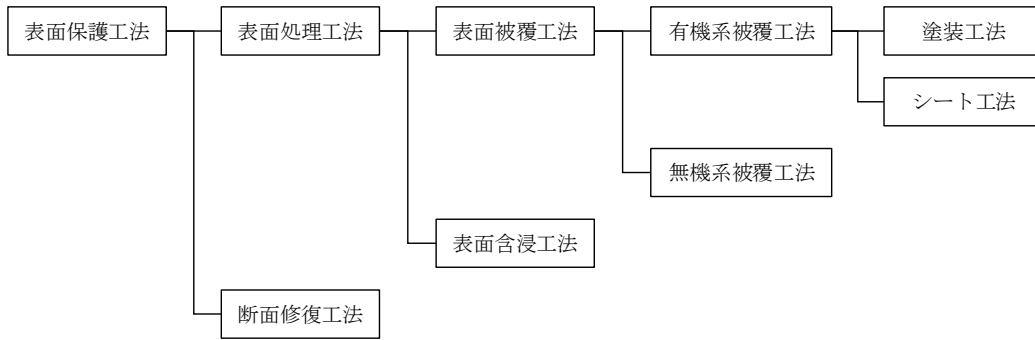 表面保護工法
表面処理工法
表面被覆工法
有機系被覆工法
塗装工法
シート工法
無機系被覆工法
表面含浸工法
断面修復工法